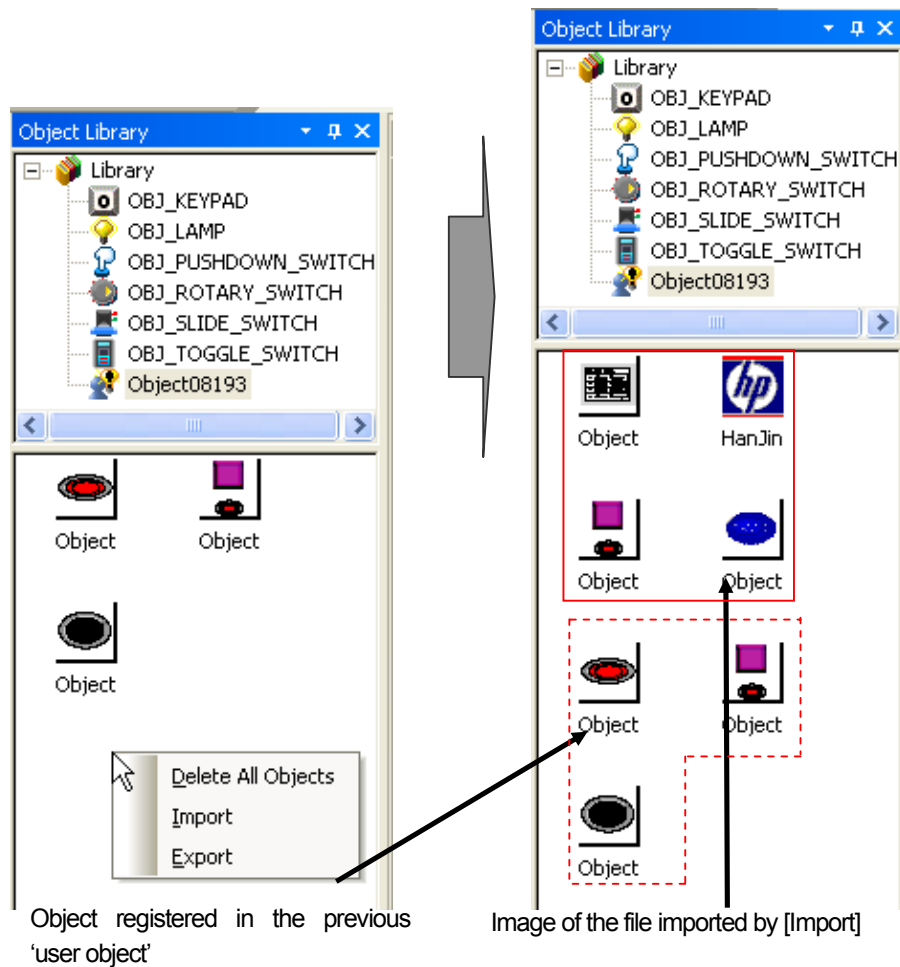 Object Library
Library
OBJ_KEYPAD
OBJ_LAMP
OBJ_PUSHDOWN_SWITCH
OBJ_ROTARY_SWITCH
OBJ_SLIDE_SWITCH
OBJ_TOGGLE_SWITCH
Object08193
Object Object
Object
Delete All Objects
Import
Export
Object registered in the previous
‘user object’
Object Library
Library
OBJ_KEYPAD
OBJ_LAMP
OBJ_PUSHDOWN_SWITCH
OBJ_ROTARY_SWITCH
OBJ_SLIDE_SWITCH
OBJ_TOGGLE_SWITCH
Object08193
hp
Object HanJin
Object Object
Object Object
Object
Image of the file imported by [Import]